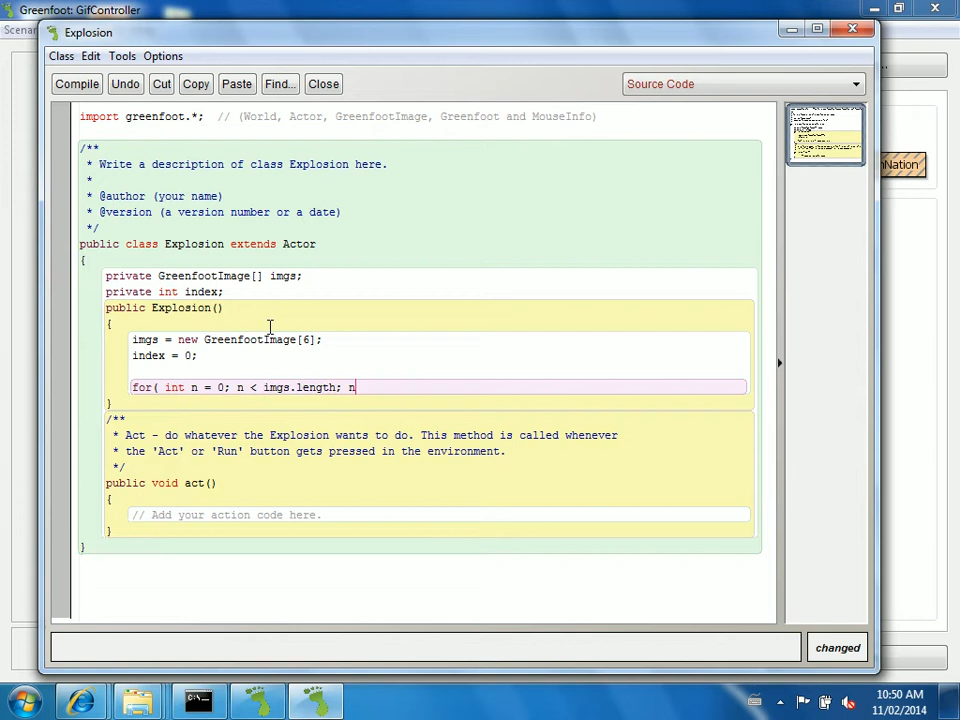 Greenfoot: GifController
Scenar
Explosion
Class Edit Tools Options
Compile Undo Cut Copy Paste Find... Close Source Code
import greenfoot.*;  // (World, Actor, GreenfootImage, Greenfoot and MouseInfo)
/**
 * Write a description of class Explosion here.
 *
 * @author (your name)
 * @version (a version number or a date)
 */
public class Explosion extends Actor
{
private GreenfootImage[] imgs;
private int index;
public Explosion()
{
imgs = new GreenfootImage[6];
index = 0;
for( int n = 0; n < imgs.length; n
}
/**
 * Act - do whatever the Explosion wants to do. This method is called whenever
 * the 'Act' or 'Run' button gets pressed in the environment.
 */
public void act()
{
// Add your action code here.
}
}
nNation
changed
10:50 AM
11/02/2014